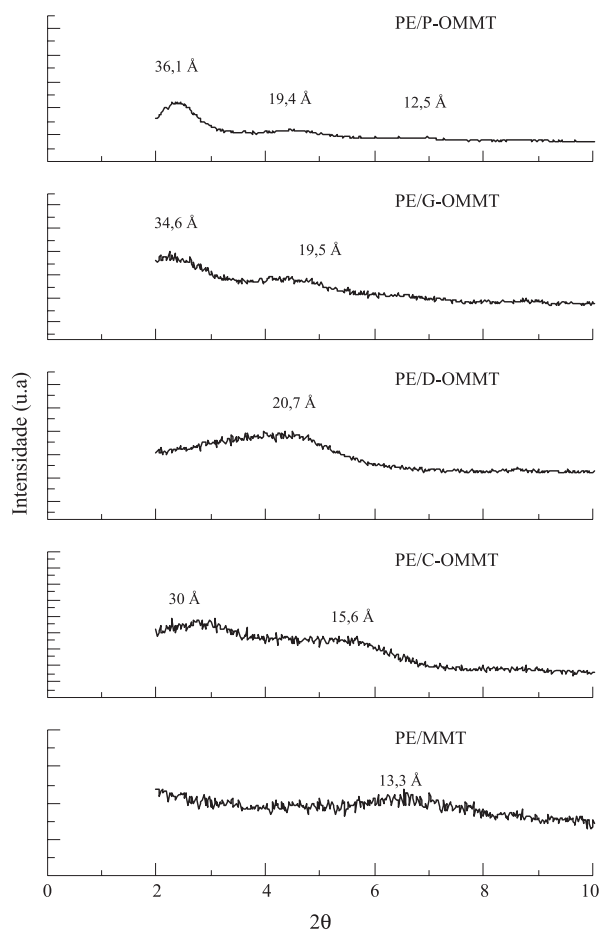 PE/P-OMMT
36,1 Å
19,4 Å
12,5 Å
PE/G-OMMT
34,6 Å
19,5 Å
PE/D-OMMT
20,7 Å
Intensidade (u.a)
PE/C-OMMT
30 Å
15,6 Å
PE/MMT
13,3 Å
0 2 4 6 8 10
2θ